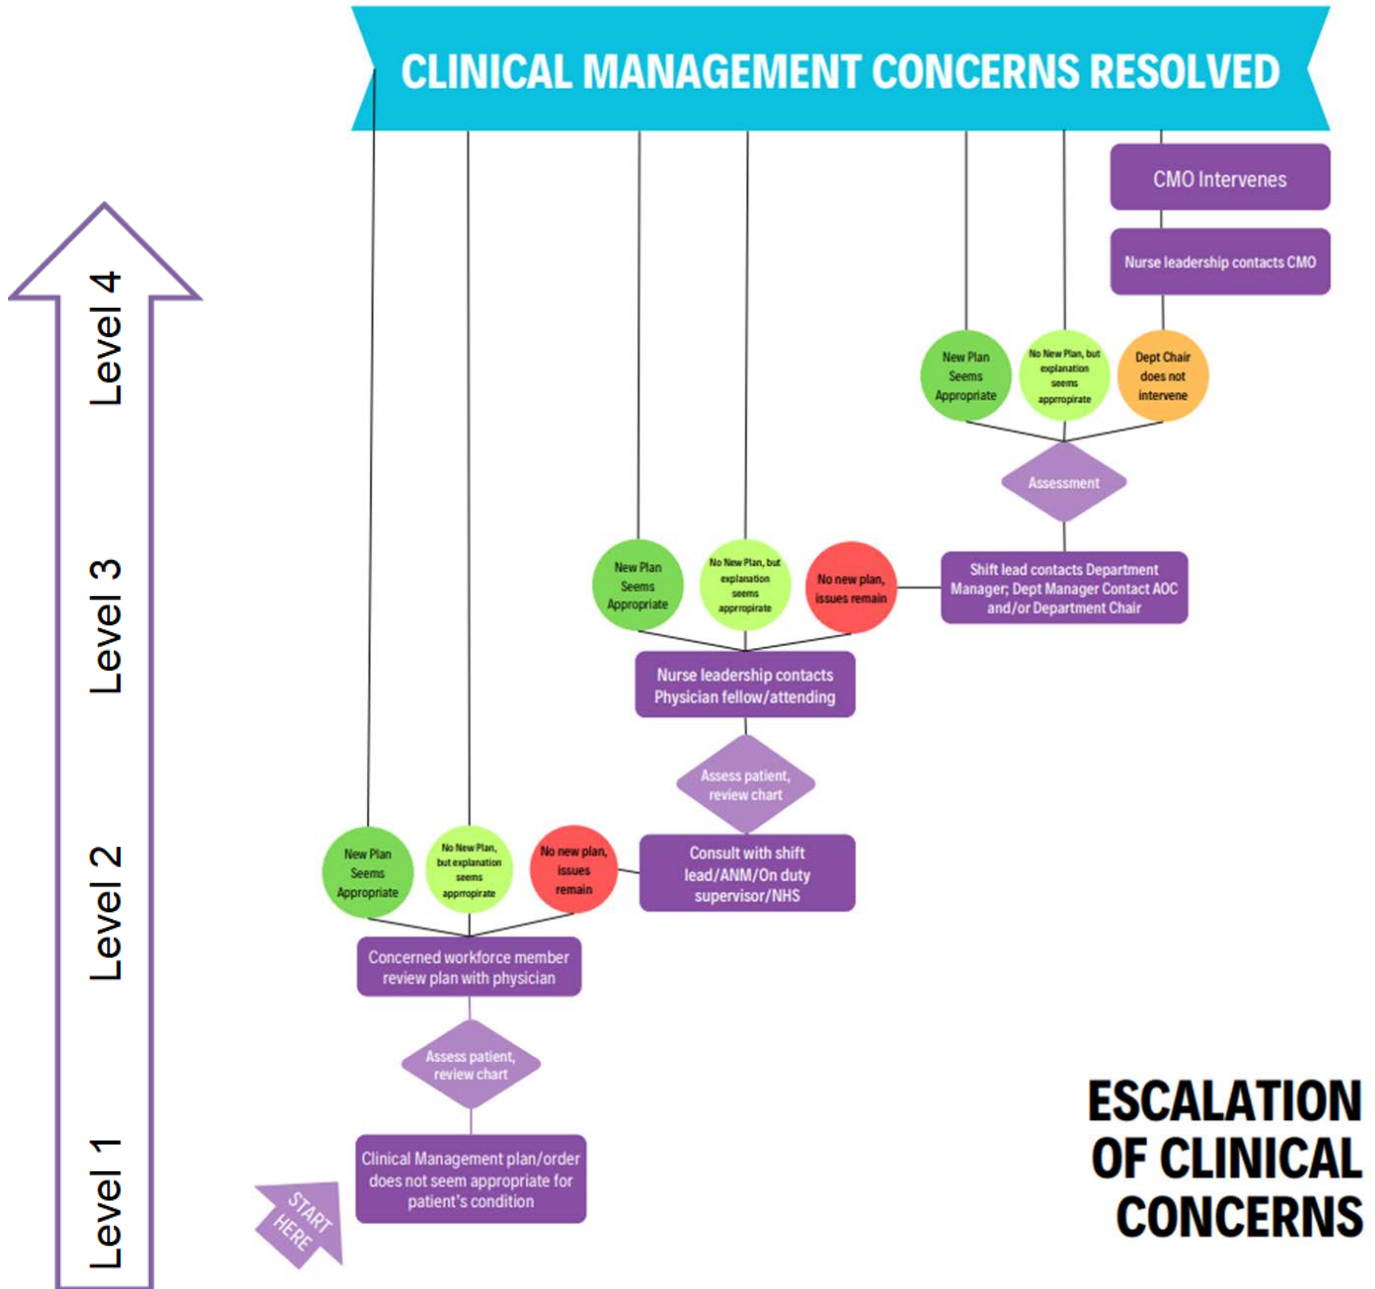 CLINICAL MANAGEMENT CONCERNS RESOLVED
CMO Intervenes
Nurse leadership contacts CMO
Level 4
New Plan
Seems
Appropriate
No New Plan, but
explanation
seems
apprropirate
Dept Chair
does not
intervene
Assessment
Level 3
New Plan
Seems
Appropriate
No New Plan, but
explanation
seems
apprropirate
No new plan,
issues remain
Shift lead contacts Department
Manager; Dept Manager Contact AOC
and/or Department Chair
Nurse leadership contacts
Physician fellow/attending
Assess patient,
review chart
Level 2
New Plan
Seems
Appropriate
No New Plan,
but explanation
seems
apprropirate
No new plan,
issues
remain
Consult with shift
lead/ANM/On duty
supervisor/NHS
Concerned workforce member
review plan with physician
Assess patient,
review chart
Level 1
Clinical Management plan/order
does not seem appropriate for
patient's condition
START
HERE
ESCALATION
OF CLINICAL
CONCERNS